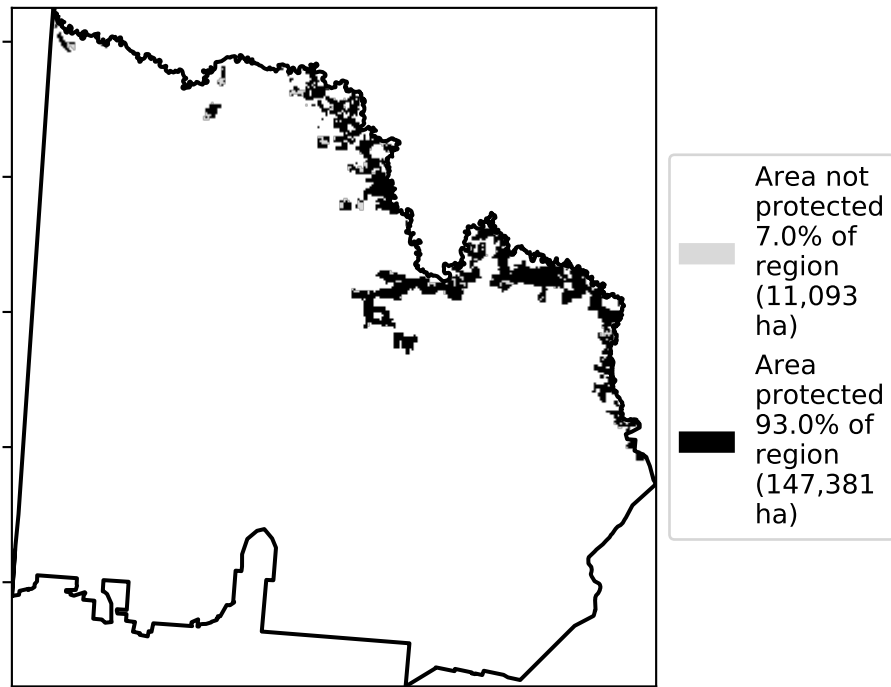 Area not
protected
7.0% of
region
(11,093
ha)
Area
protected
93.0% of
region
(147,381
ha)